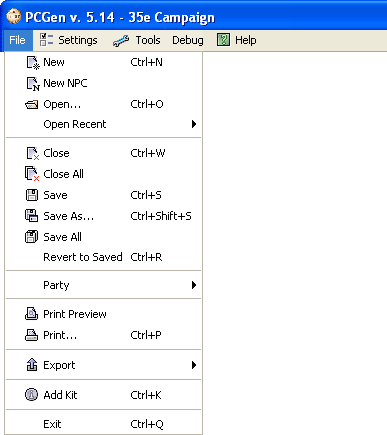 PCGen v. 5.14 - 35e Campaign
File Settings Tools Debug Help
New Ctrl+N
New NPC
Open... Ctrl+O
Open Recent
Close Ctrl+W
Close All
Save Ctrl+S
Save As... Ctrl+Shift+S
Save All
Revert to Saved Ctrl+R
Party
Print Preview
Print... Ctrl+P
Export
Add Kit Ctrl+K
Exit Ctrl+Q